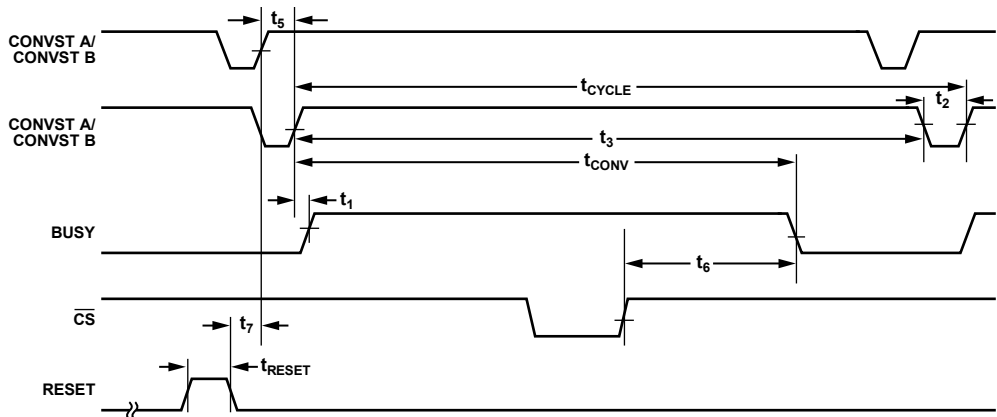 t5
CONVST A/
CONVST B
tCYCLE
t2
CONVST A/
CONVST B
t3
tCONV
t1
BUSY
t6
CS
t7
tRESET
RESET